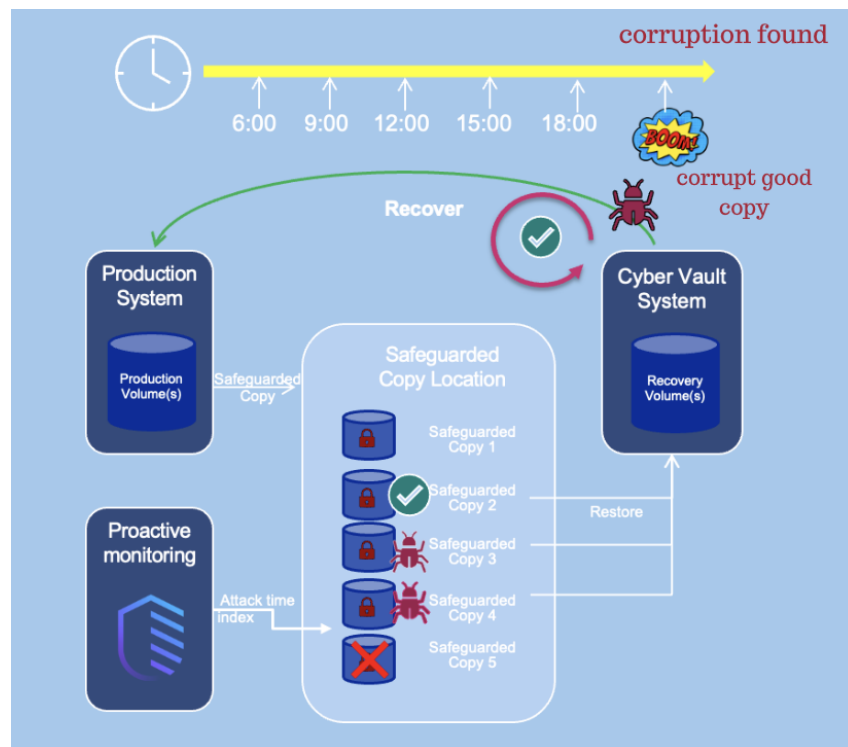 corruption found
6:00
9:00
12:00
15:00
18:00
BOOM!
corrupt good
copy
Recover
Production
System
Production
Volume(s)
Safeguarded
Copy
Safeguarded
Copy Location
Cyber Vault
System
Recovery
Volume(s)
Safeguarded
Copy 1
Safeguarded
Copy 2
Restore
Safeguarded
Copy 3
Safeguarded
Copy 4
Safeguarded
Copy 5
Proactive
monitoring
Attack time
index